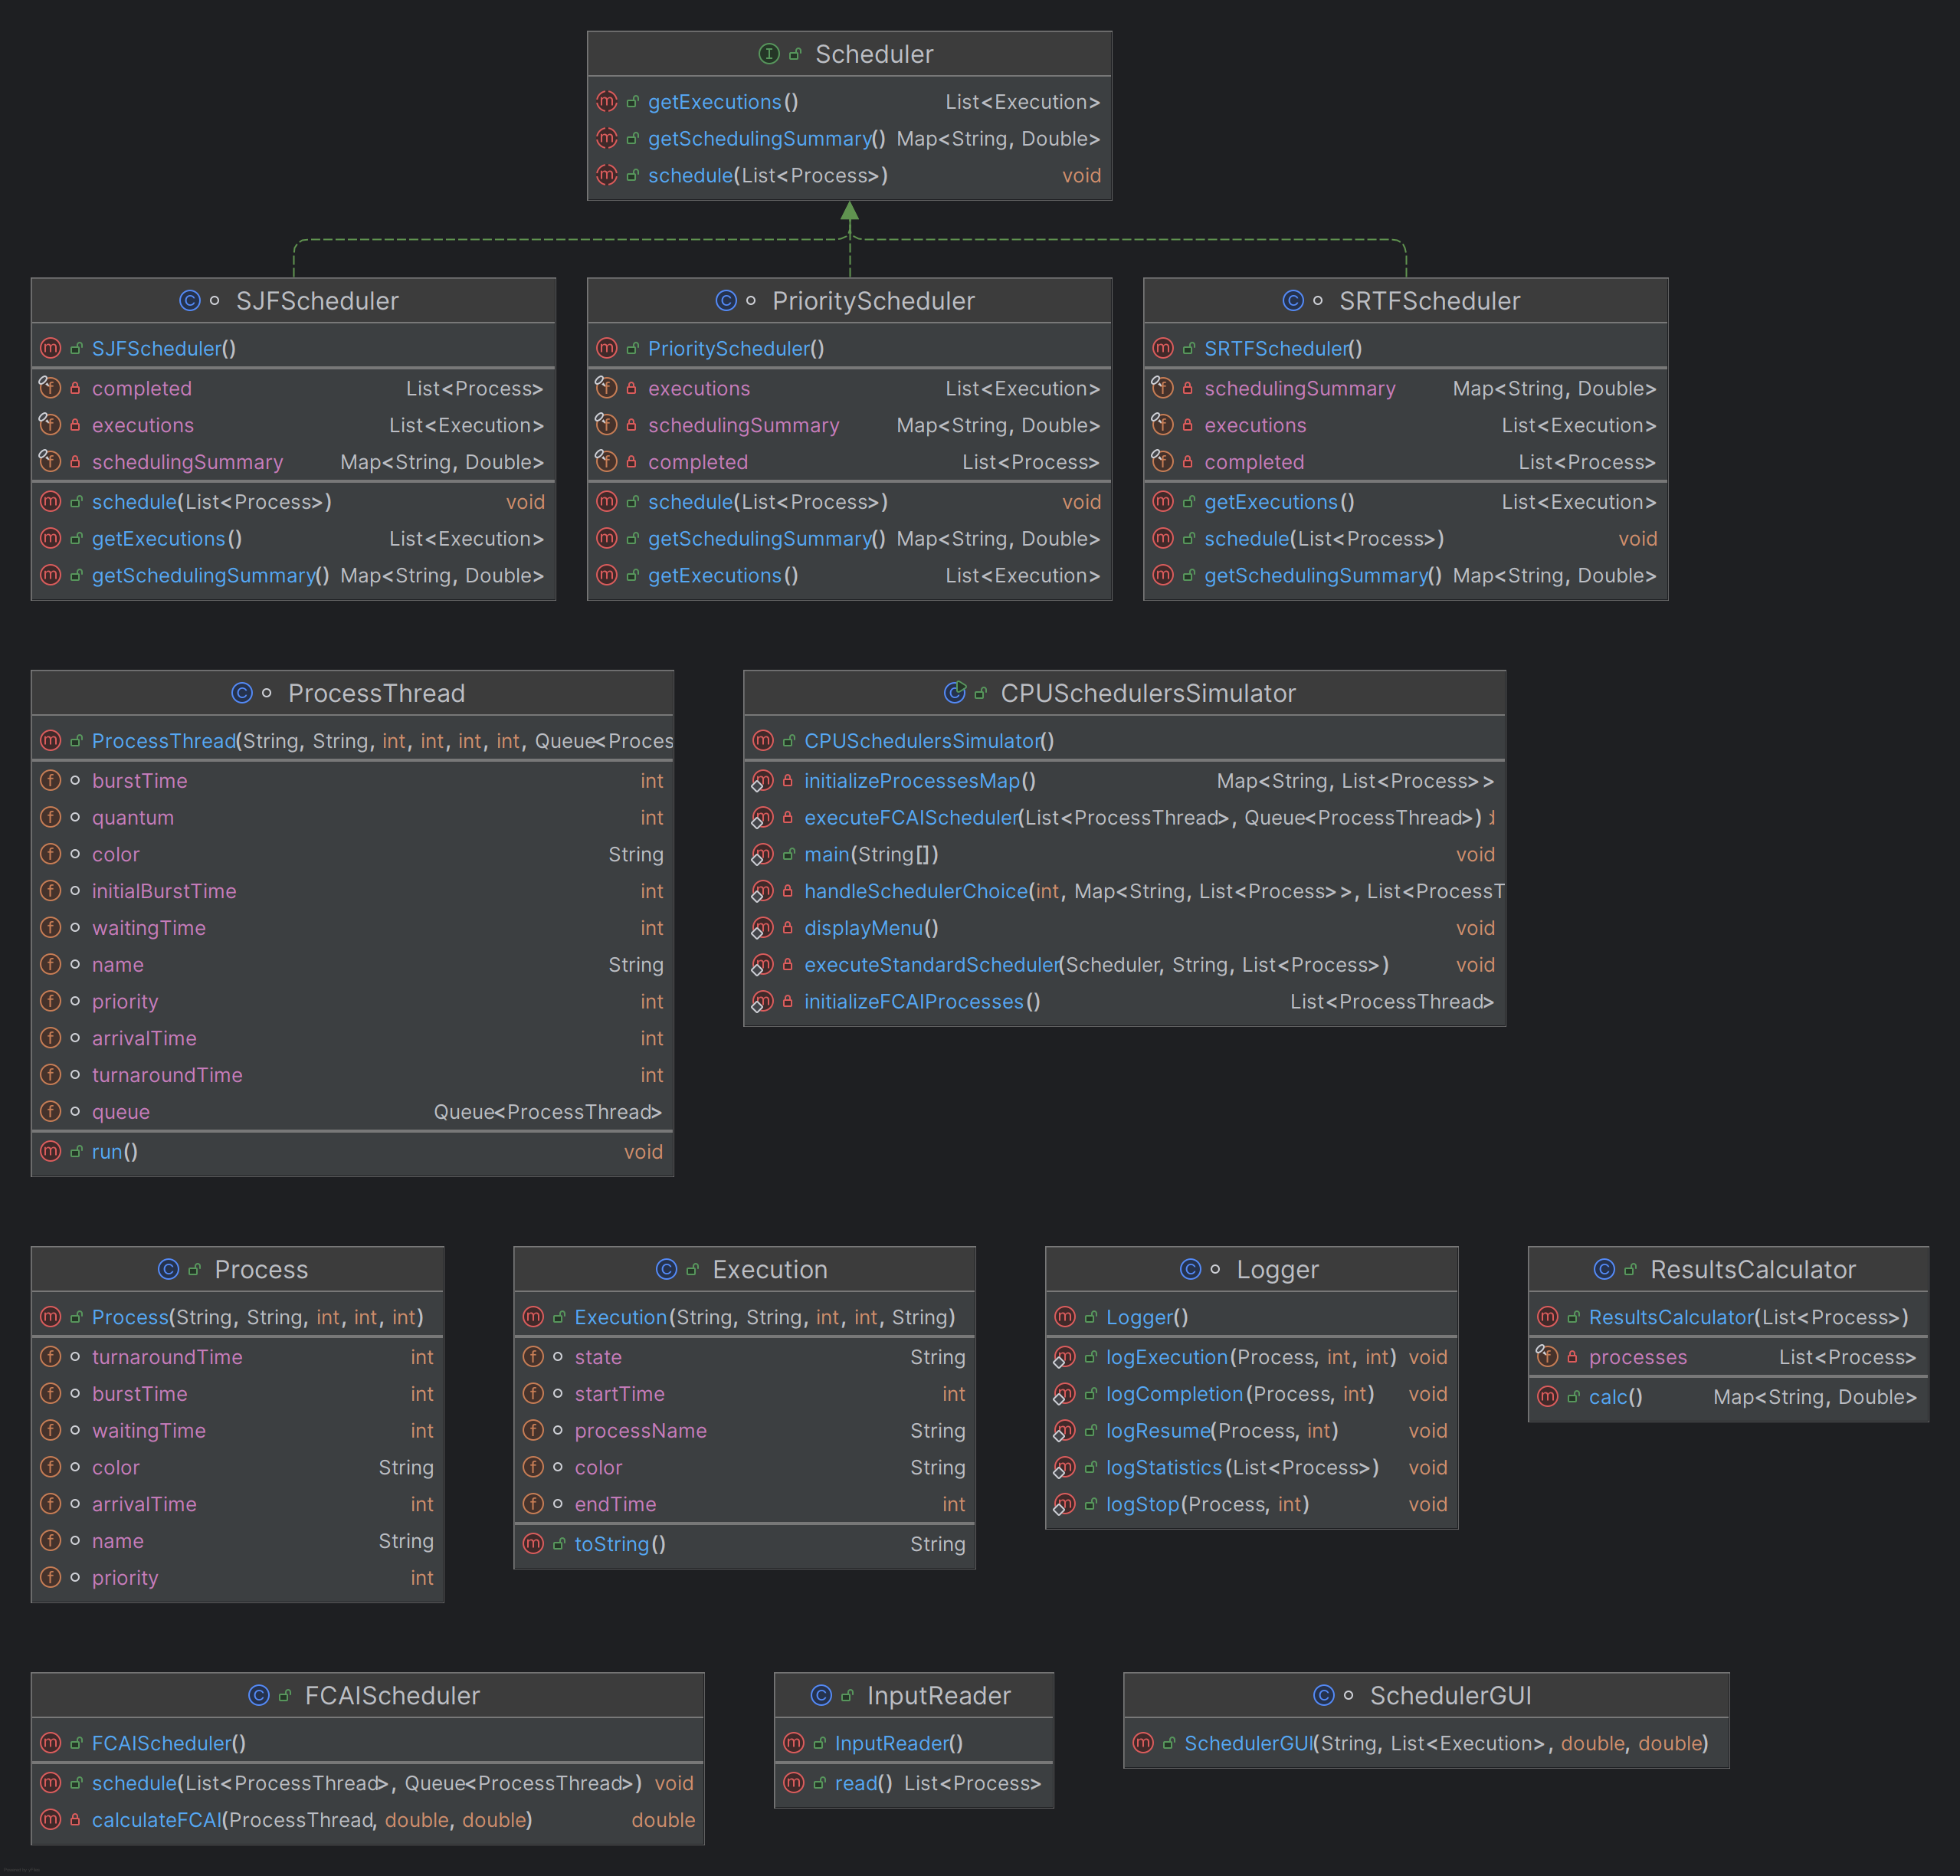 Scheduler
getExecutions() List<Execution>
getSchedulingSummary() Map<String, Double>
schedule(List<Process>) void
SJFScheduler
SJFScheduler()
completed List<Process>
executions List<Execution>
schedulingSummary Map<String, Double>
schedule(List<Process>) void
getExecutions() List<Execution>
getSchedulingSummary() Map<String, Double>
PriorityScheduler
PriorityScheduler()
executions List<Execution>
schedulingSummary Map<String, Double>
completed List<Process>
schedule(List<Process>) void
getSchedulingSummary() Map<String, Double>
getExecutions() List<Execution>
SRTFScheduler
SRTFScheduler()
schedulingSummary Map<String, Double>
executions List<Execution>
completed List<Process>
getExecutions() List<Execution>
schedule(List<Process>) void
getSchedulingSummary() Map<String, Double>
ProcessThread
ProcessThread(String, String, int, int, int, int, Queue<Proces
burstTime int
quantum int
color String
initialBurstTime int
waitingTime int
name String
priority int
arrivalTime int
turnaroundTime int
queue Queue<ProcessThread>
run() void
CPUSchedulersSimulator
CPUSchedulersSimulator()
initializeProcessesMap() Map<String, List<Process>>
executeFCAIScheduler(List<ProcessThread>, Queue<ProcessThread>)
main(String[]) void
handleSchedulerChoice(int, Map<String, List<Process>>, List<ProcessT
displayMenu() void
executeStandardScheduler(Scheduler, String, List<Process>) void
initializeFCAIProcesses() List<ProcessThread>
Process
Process(String, String, int, int, int)
turnaroundTime int
burstTime int
waitingTime int
color String
arrivalTime int
name String
priority int
Execution
Execution(String, String, int, int, String)
state String
startTime int
processName String
color String
endTime int
toString() String
Logger
Logger()
logExecution(Process, int, int) void
logCompletion(Process, int) void
logResume(Process, int) void
logStatistics(List<Process>) void
logStop(Process, int) void
ResultsCalculator
ResultsCalculator(List<Process>)
processes List<Process>
calc() Map<String, Double>
FCAIScheduler
FCAIScheduler()
schedule(List<ProcessThread>, Queue<ProcessThread>) void
calculateFCAI(ProcessThread, double, double) double
InputReader
InputReader()
read() List<Process>
SchedulerGUI
SchedulerGUI(String, List<Execution>, double, double)